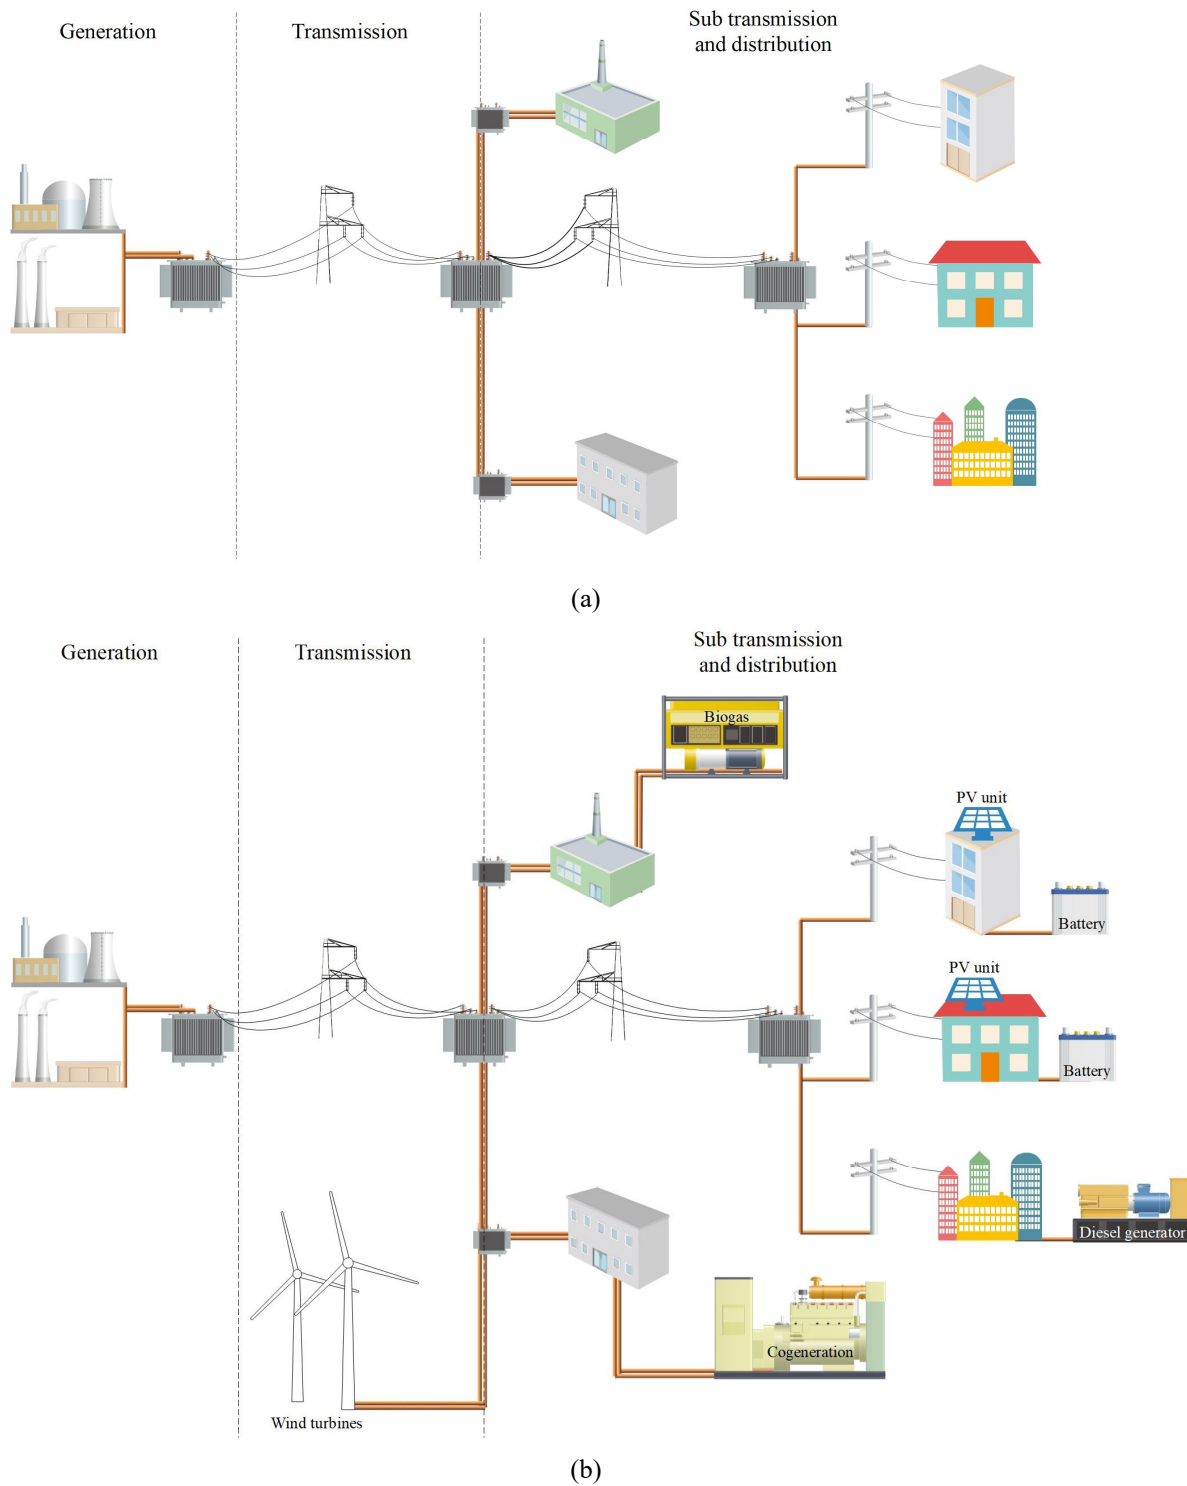 Generation
Transmission
Sub transmission
and distribution
(a)
Generation
Transmission
Sub transmission
and distribution
Biogas
PV unit
Battery
PV unit
Battery
Diesel generator
Cogeneration
Wind turbines
(b)